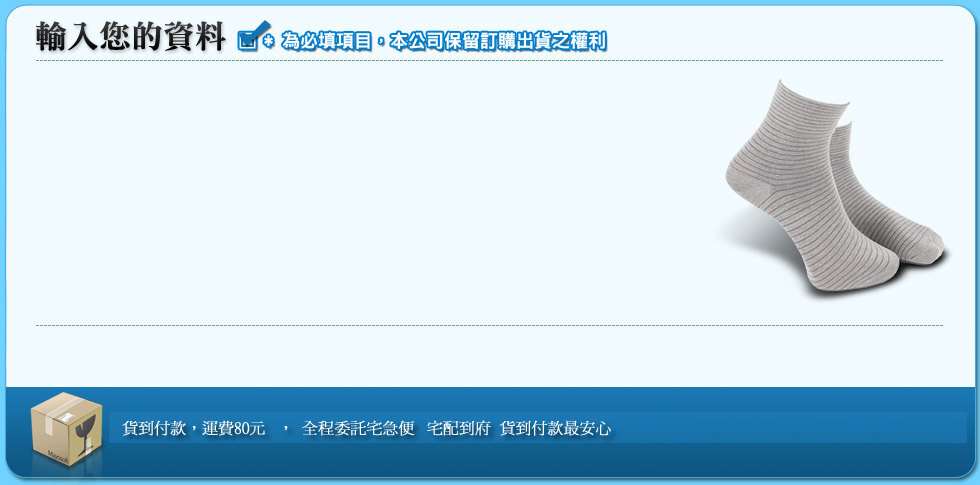 輸入您的資料 * 為必填項目，本公司保留訂購出貨之權利
貨到付款，運費80元 ， 全程委託宅急便 宅配到府 貨到付款最安心